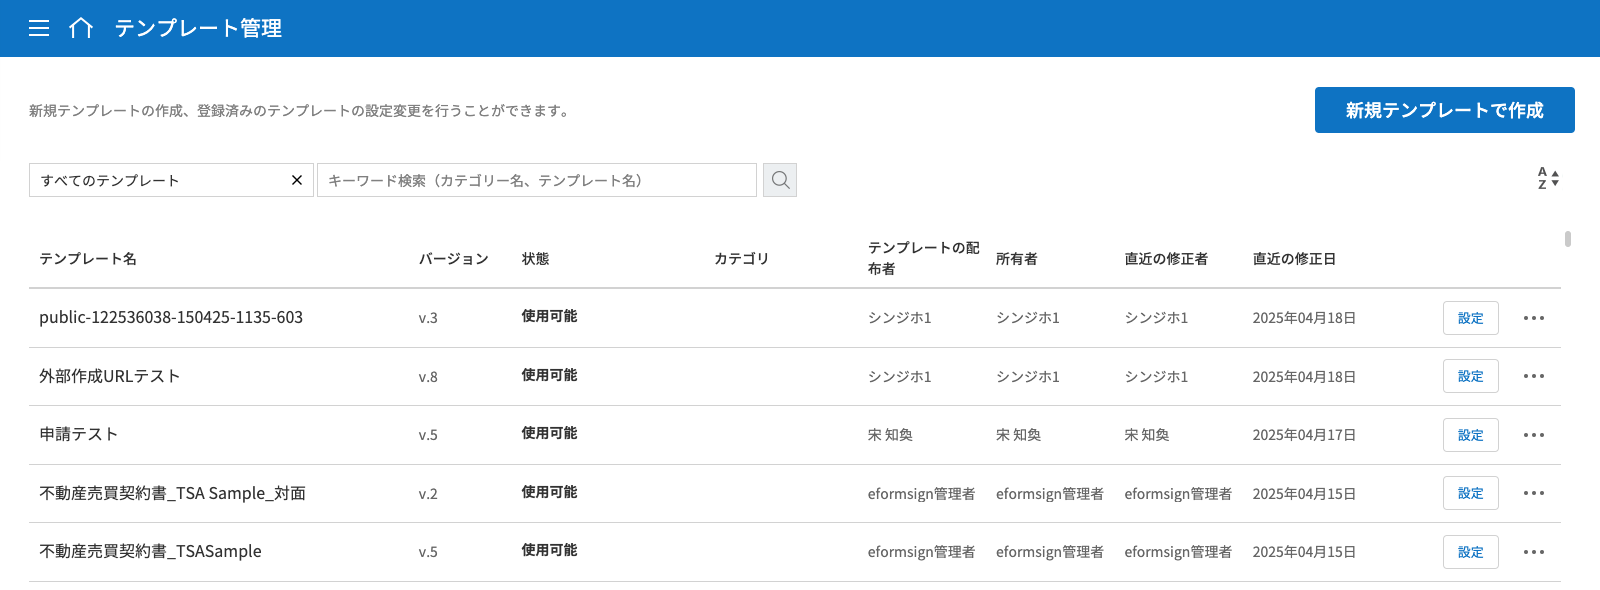 テンプレート管理
新規テンプレートの作成、登録済みのテンプレートの設定変更を行うことができます。
新規テンプレートで作成
すべてのテンプレート
キーワード検索（カテゴリー名、テンプレート名）
A
Z
テンプレート名 バージョン 状態 カテゴリ テンプレートの配布者 所有者 直近の修正者 直近の修正日
public-122536038-150425-1135-603 v.3 使用可能 シンジホ1 シンジホ1 シンジホ1 2025年04月18日 設定
外部作成URLテスト v.8 使用可能 シンジホ1 シンジホ1 シンジホ1 2025年04月18日 設定
申請テスト v.5 使用可能 宋 知奐 宋 知奐 宋 知奐 2025年04月17日 設定
不動産売買契約書_TSA Sample_対面 v.2 使用可能 eformsign管理者 eformsign管理者 eformsign管理者 2025年04月15日 設定
不動産売買契約書_TSASample v.5 使用可能 eformsign管理者 eformsign管理者 eformsign管理者 2025年04月15日 設定